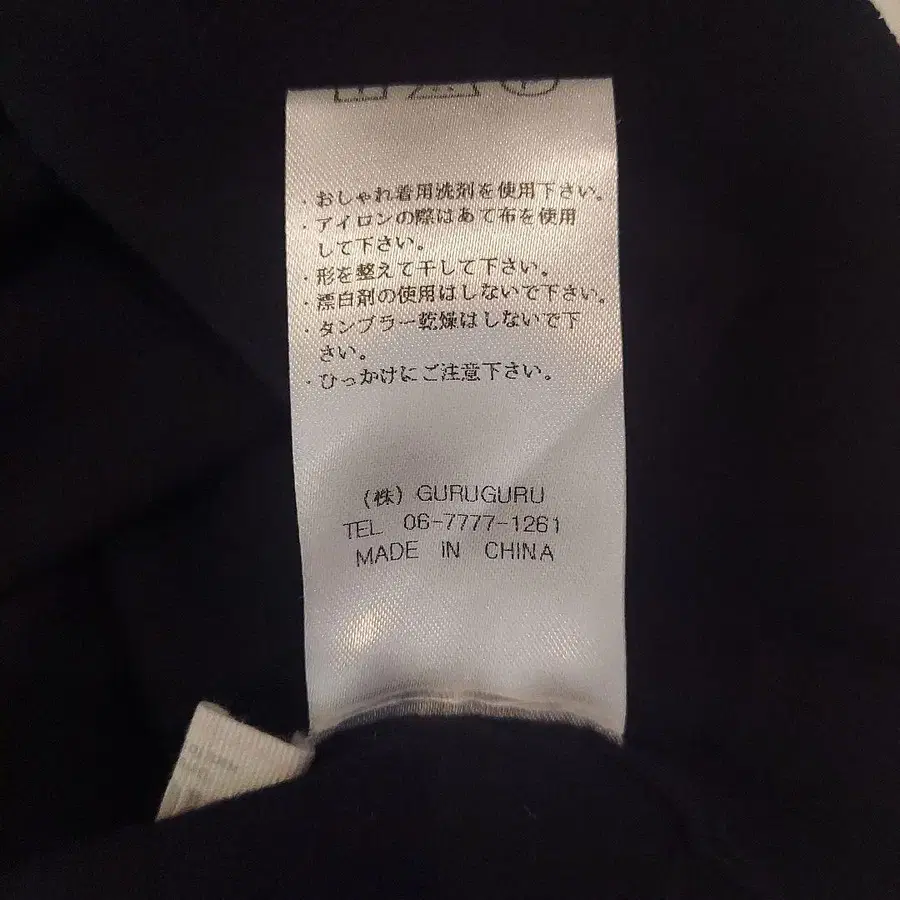 ・おしゃれ着用洗剤を使用下さい。
・アイロンの際はあて布を使用
して下さい。
・形を整えて干して下さい。
・漂白剤の使用はしないで下さい。
・タンブラー乾燥はしないで下
さい。
・ひっかけにご注意下さい。
(株) GURUGURU
TEL 06-7777-1261
MADE IN CHINA